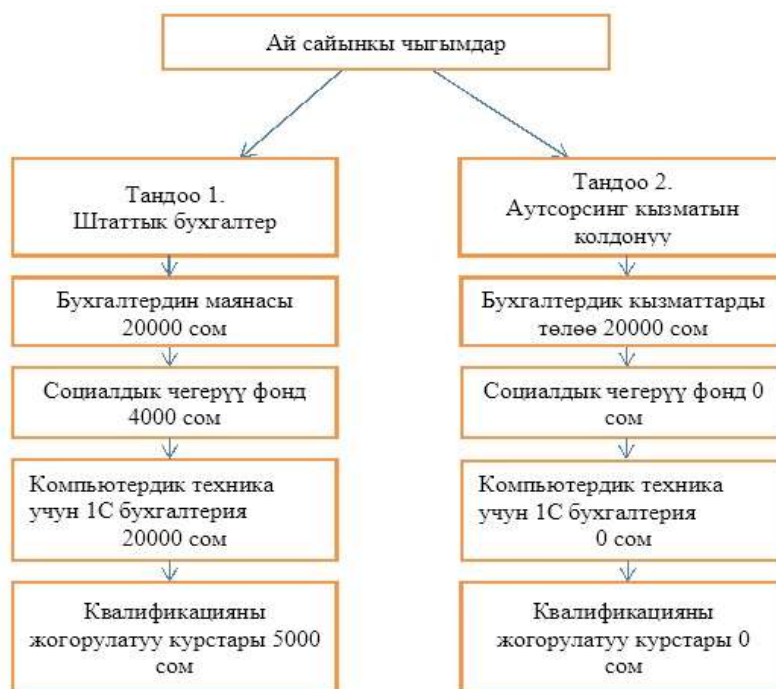 Ай сайынкы чыгымдар
Тандоо 1.
Штаттык бухгалтер
Бухгалтердин маянасы
20000 сом
Социалдык чегерүү фонд
4000 сом
Компьютердик техника
учун 1С бухгалтерия
20000 сом
Квалификацияны
жогорулатуу курстары 5000
сом
Тандоо 2.
Аутсорсинг кызматын
колдонуу
Бухгалтердик кызматтарды
төлөө 20000 сом
Социалдык чегерүү фонд 0
сом
Компьютердик техника
учун 1С бухгалтерия
0 сом
Квалификацияны
жогорулатуу курстары 0
сом